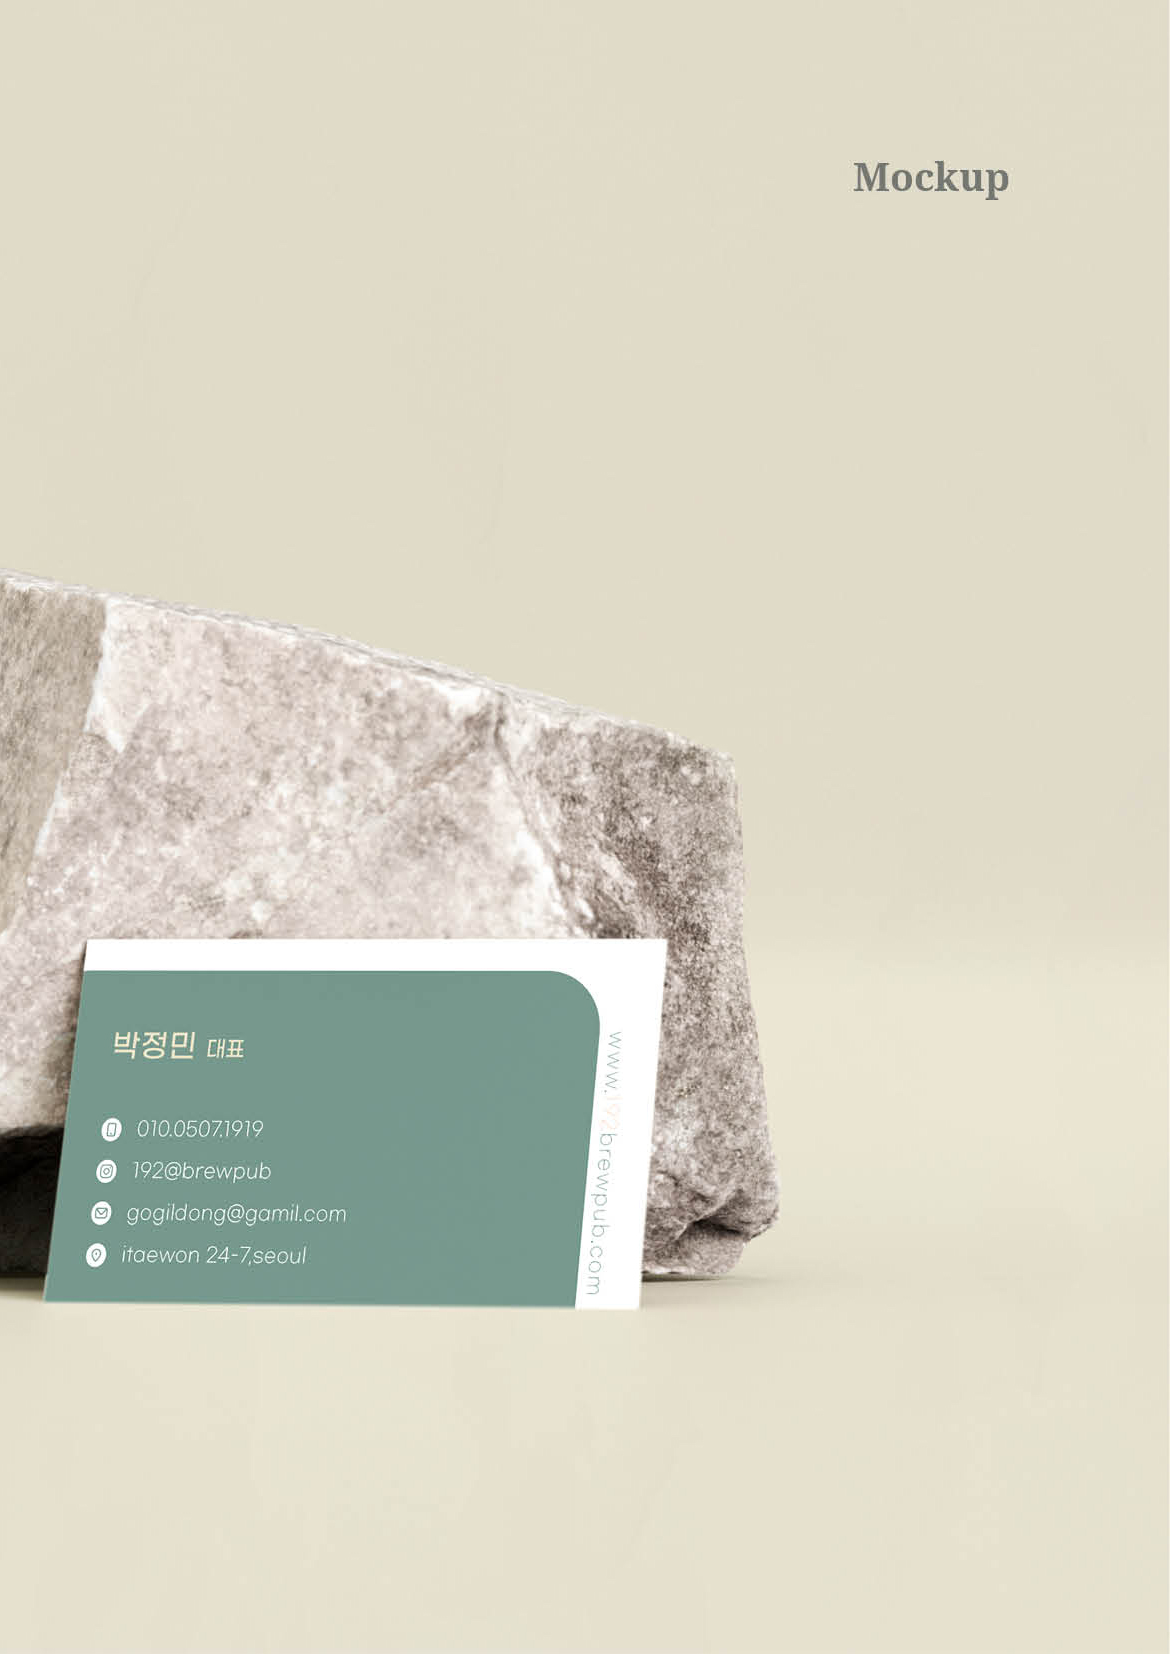 Mockup
박정민 대표
010.0507.1919
192@brewpub
gogildong@gamil.com
itaewon 24-7,seoul
www.192brewpub.com